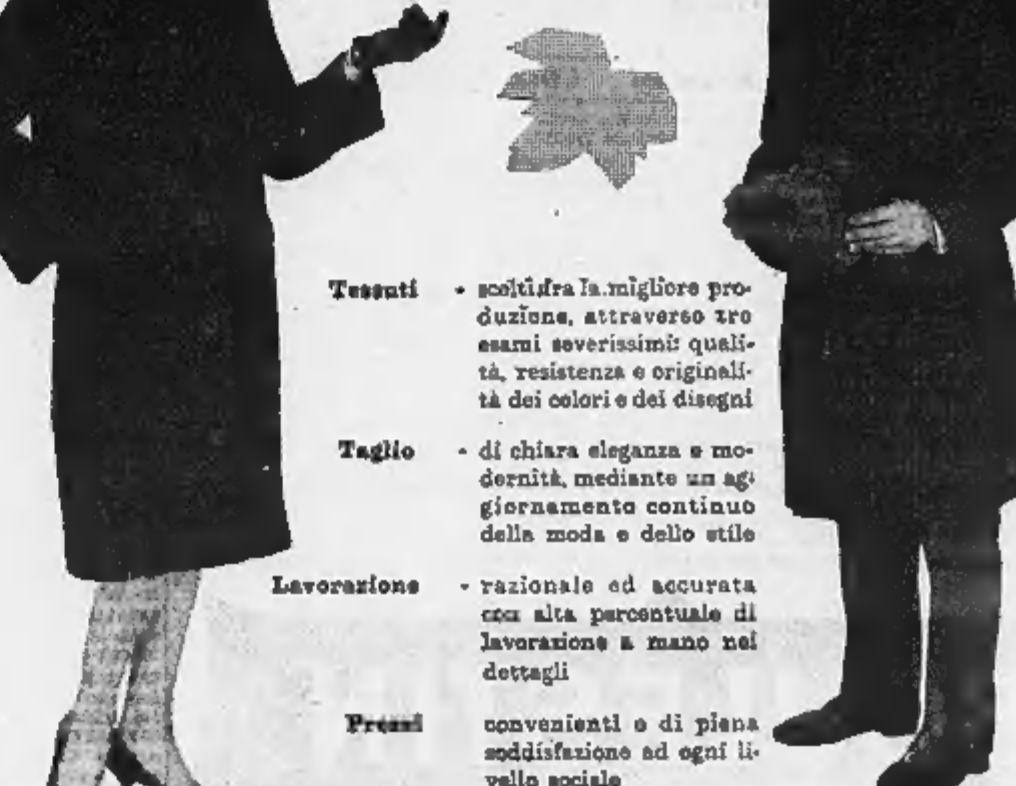 Tessuti - scelti fra la migliore pro-
duzione, attraverso tre
esami severissimi: quali-
tà, resistenza e originali-
tà dei colori e dei disegni
Taglio - di chiara eleganza e mo-
dernità, mediante un ag-
giornamento continuo
della moda e dello stile
Lavorazione - razionale ed accurata
con alta percentuale di
lavorazione a mano nei
dettagli
Prezzi convenienti e di piena
soddisfazione ad ogni li-
vello sociale